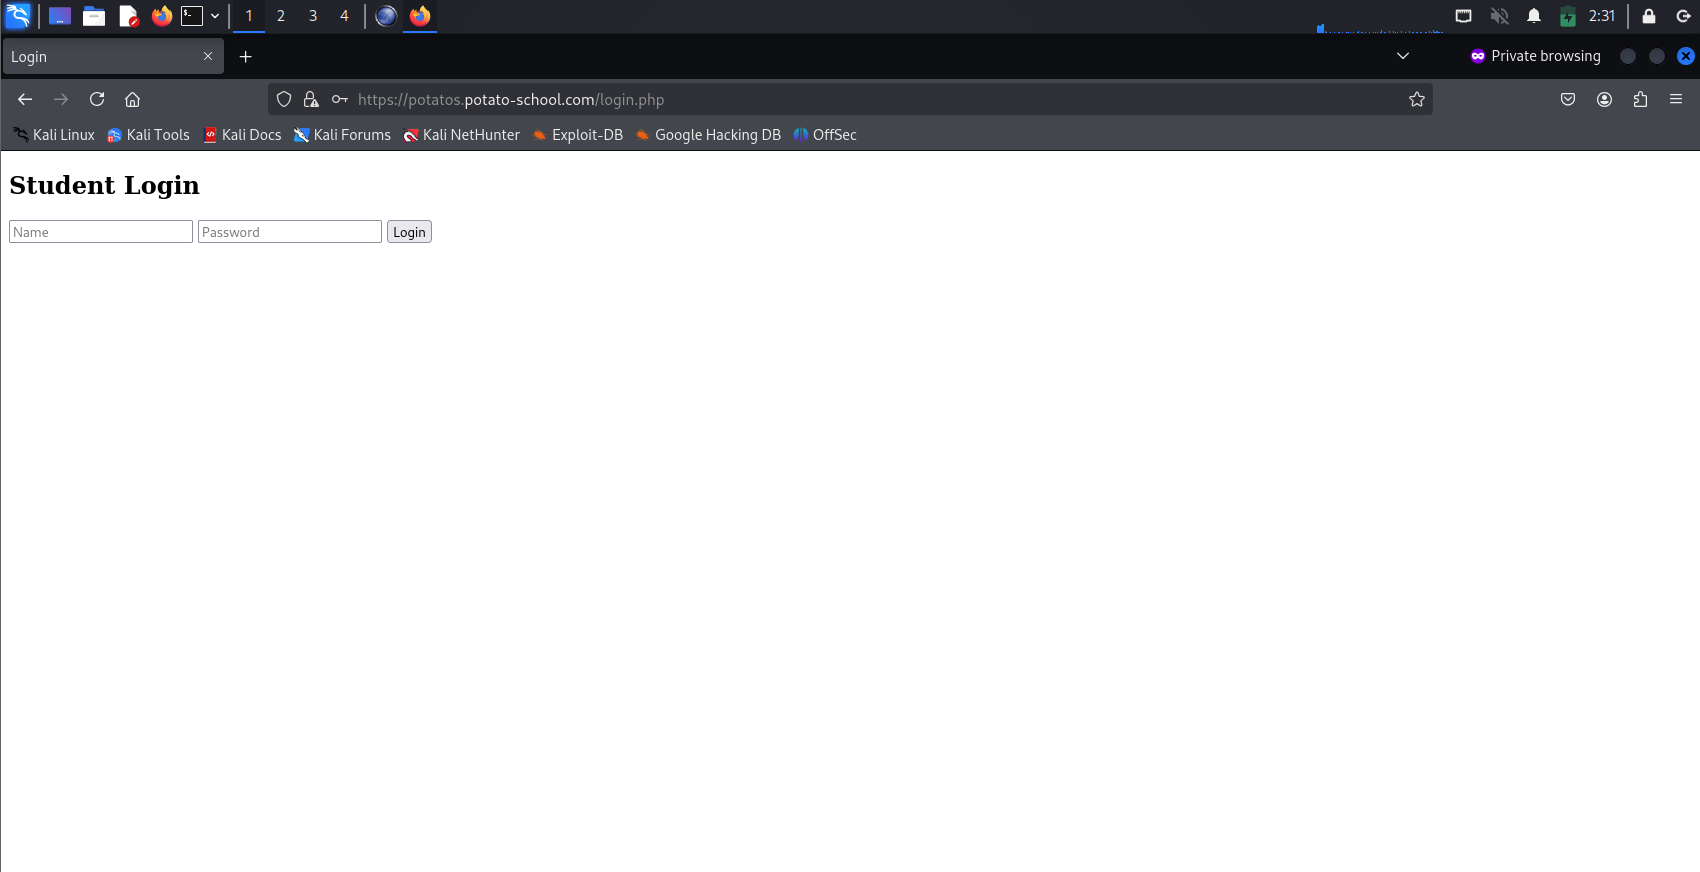 1 2 3 4 2:31
Login Private browsing
https://potatos.potato-school.com/login.php
Kali Linux Kali Tools Kali Docs Kali Forums Kali NetHunter Exploit-DB Google Hacking DB OffSec
Student Login
Name Password Login